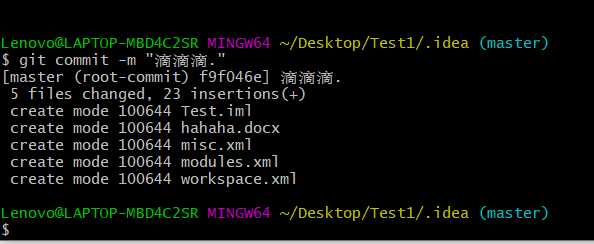 Lenovo@LAPTOP-MBD4C2SR MINGW64 ~/Desktop/Test1/.idea (master)
$ git commit -m "滴滴滴."
[master (root-commit) f9f046e] 滴滴滴.
 5 files changed, 23 insertions(+)
 create mode 100644 Test.iml
 create mode 100644 hahaha.docx
 create mode 100644 misc.xml
 create mode 100644 modules.xml
 create mode 100644 workspace.xml
Lenovo@LAPTOP-MBD4C2SR MINGW64 ~/Desktop/Test1/.idea (master)
$